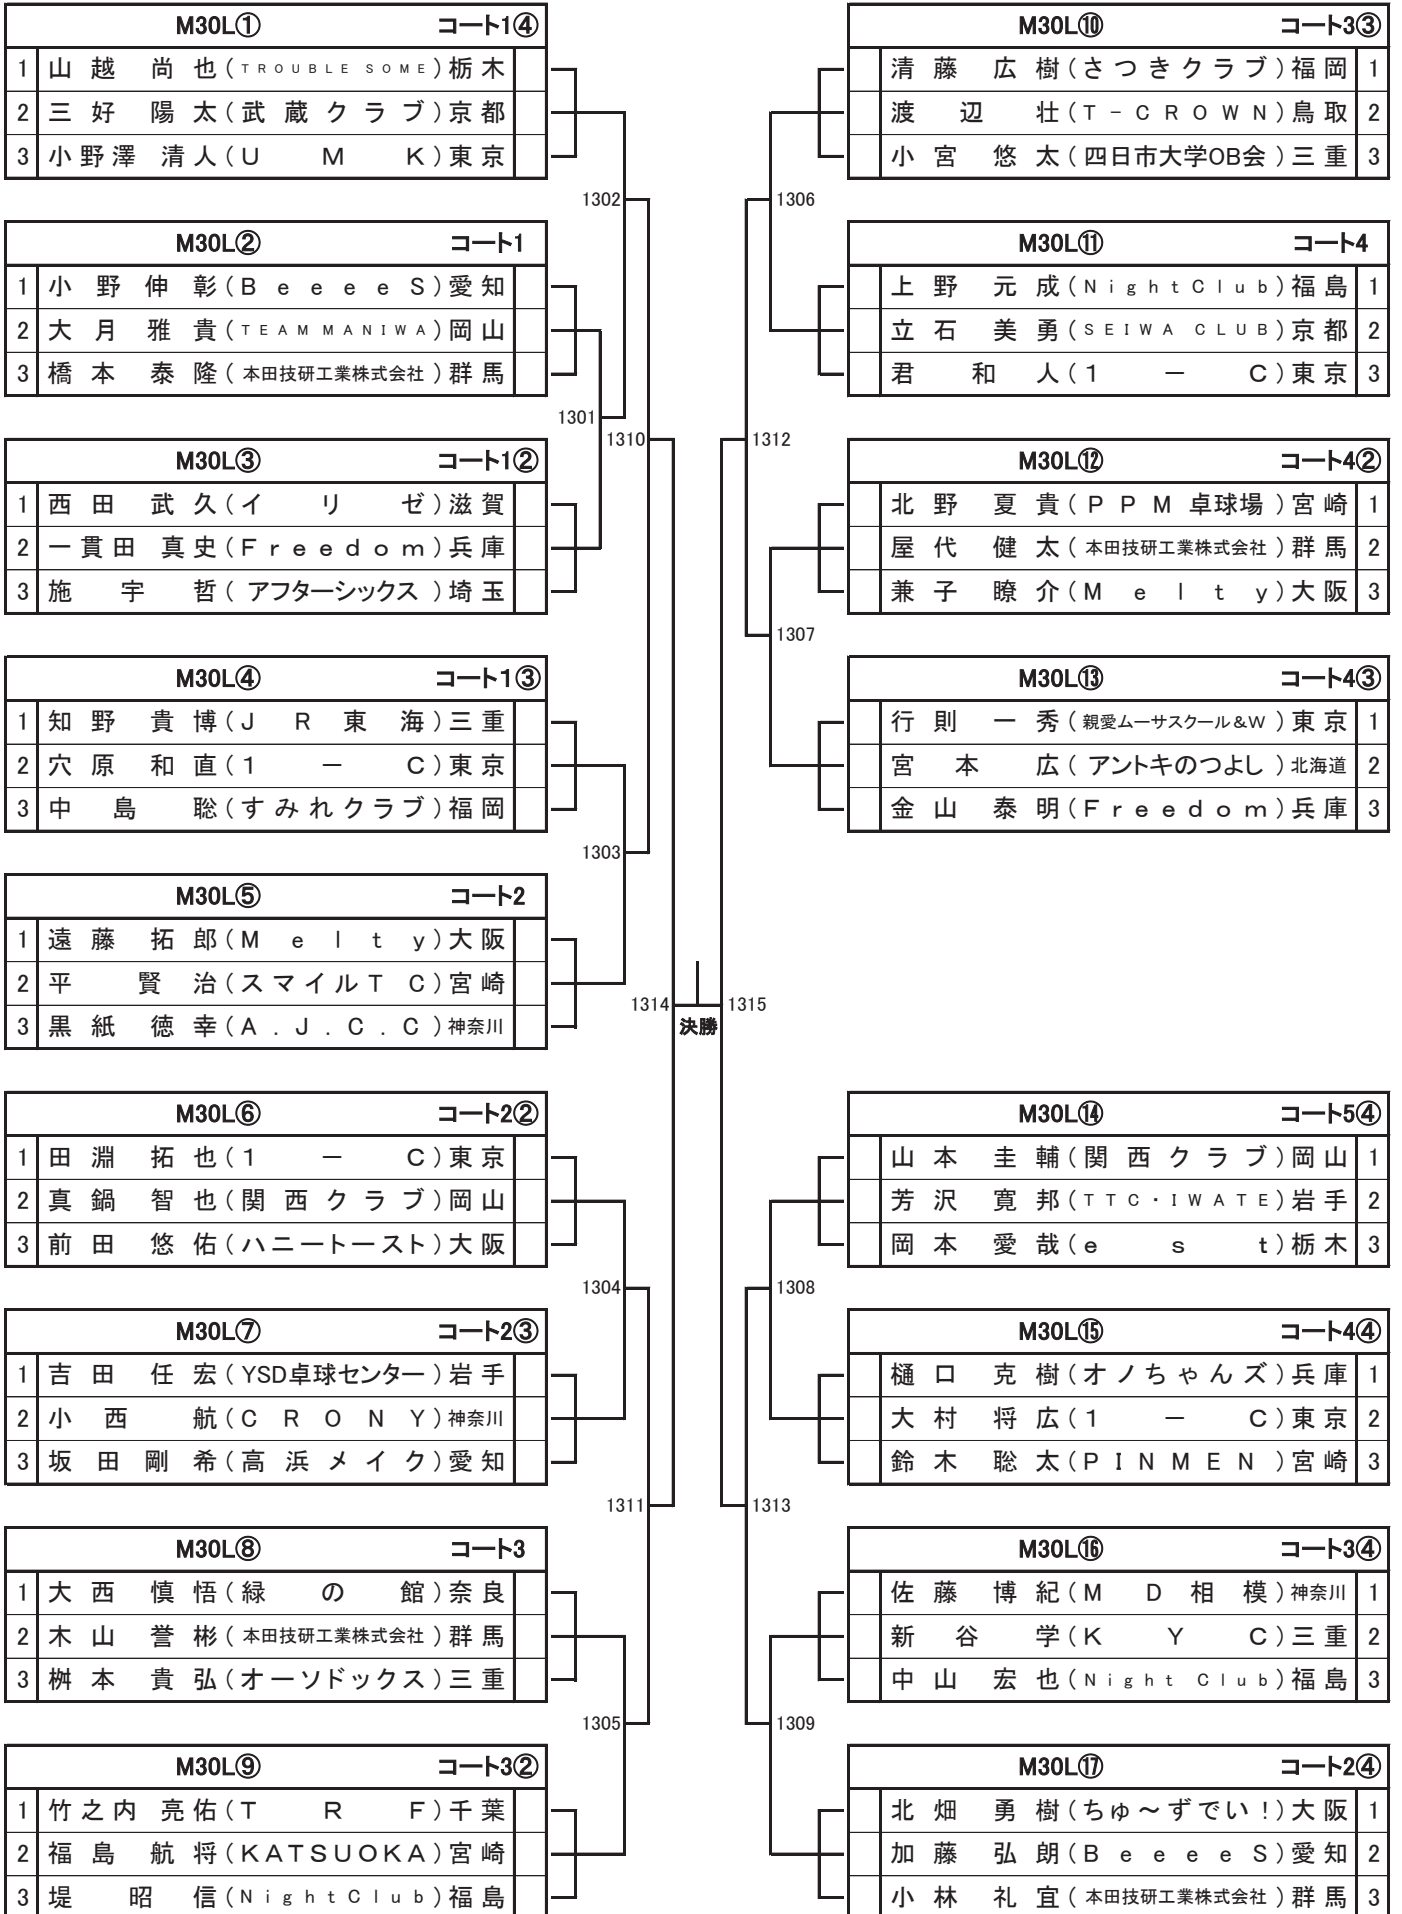 M30L① コート1④
1 山越 尚也(TROUBLE SOME)栃木
2 三好 陽太(武蔵クラブ)京都
3 小野澤 清人(UMK)東京
1302
M30L② コート1
1 小野 伸彰(BeeeeS)愛知
2 大月 雅貴(TEAM MANIWA)岡山
3 橋本 泰隆(本田技研工業株式会社)群馬
1301
1310
M30L③ コート1②
1 西田 武久(イリゼ)滋賀
2 一貫田 真史(Freedom)兵庫
3 施 宇哲(アフターシックス)埼玉
M30L④ コート1③
1 知野 貴博(JR東海)三重
2 穴原 和直(1－C)東京
3 中島 聡(すみれクラブ)福岡
1303
M30L⑤ コート2
1 遠藤 拓郎(Melty)大阪
2 平 賢治(スマイルTC)宮崎
3 黒紙 徳幸(A.J.C.C)神奈川
1314
決勝
1315
M30L⑥ コート2②
1 田淵 拓也(1－C)東京
2 真鍋 智也(関西クラブ)岡山
3 前田 悠佑(ハニートースト)大阪
1304
M30L⑦ コート2③
1 吉田 任宏(YSD卓球センター)岩手
2 小西 航(CRONY)神奈川
3 坂田 剛希(高浜メイク)愛知
1311
M30L⑧ コート3
1 大西 慎悟(緑の館)奈良
2 木山 誉彬(本田技研工業株式会社)群馬
3 桝本 貴弘(オーソドックス)三重
1305
M30L⑨ コート3②
1 竹之内 亮佑(TRF)千葉
2 福島 航将(KATSUOKA)宮崎
3 堤 昭信(NightClub)福島
M30L⑩ コート3③
清藤 広樹(さつきクラブ)福岡 1
渡辺 壮(T-CROWN)鳥取 2
小宮 悠太(四日市大学OB会)三重 3
1306
M30L⑪ コート4
上野 元成(NightClub)福島 1
立石 美勇(SEIWA CLUB)京都 2
君 和人(1－C)東京 3
1312
M30L⑫ コート4②
北野 夏貴(PPM卓球場)宮崎 1
屋代 健太(本田技研工業株式会社)群馬 2
兼子 瞭介(Melty)大阪 3
1307
M30L⑬ コート4③
行則 一秀(親愛ムーサスクール&W)東京 1
宮本 広(アントキのつよし)北海道 2
金山 泰明(Freedom)兵庫 3
M30L⑭ コート5④
山本 圭輔(関西クラブ)岡山 1
芳沢 寛邦(TTC・IWATE)岩手 2
岡本 愛哉(est)栃木 3
1308
M30L⑮ コート4④
樋口 克樹(オノちゃんズ)兵庫 1
大村 将広(1－C)東京 2
鈴木 聡太(PINMEN)宮崎 3
1313
M30L⑯ コート3④
佐藤 博紀(MD相模)神奈川 1
新谷 学(KYC)三重 2
中山 宏也(Night Club)福島 3
1309
M30L⑰ コート2④
北畑 勇樹(ちゅ～ずでい!)大阪 1
加藤 弘朗(BeeeeS)愛知 2
小林 礼宜(本田技研工業株式会社)群馬 3